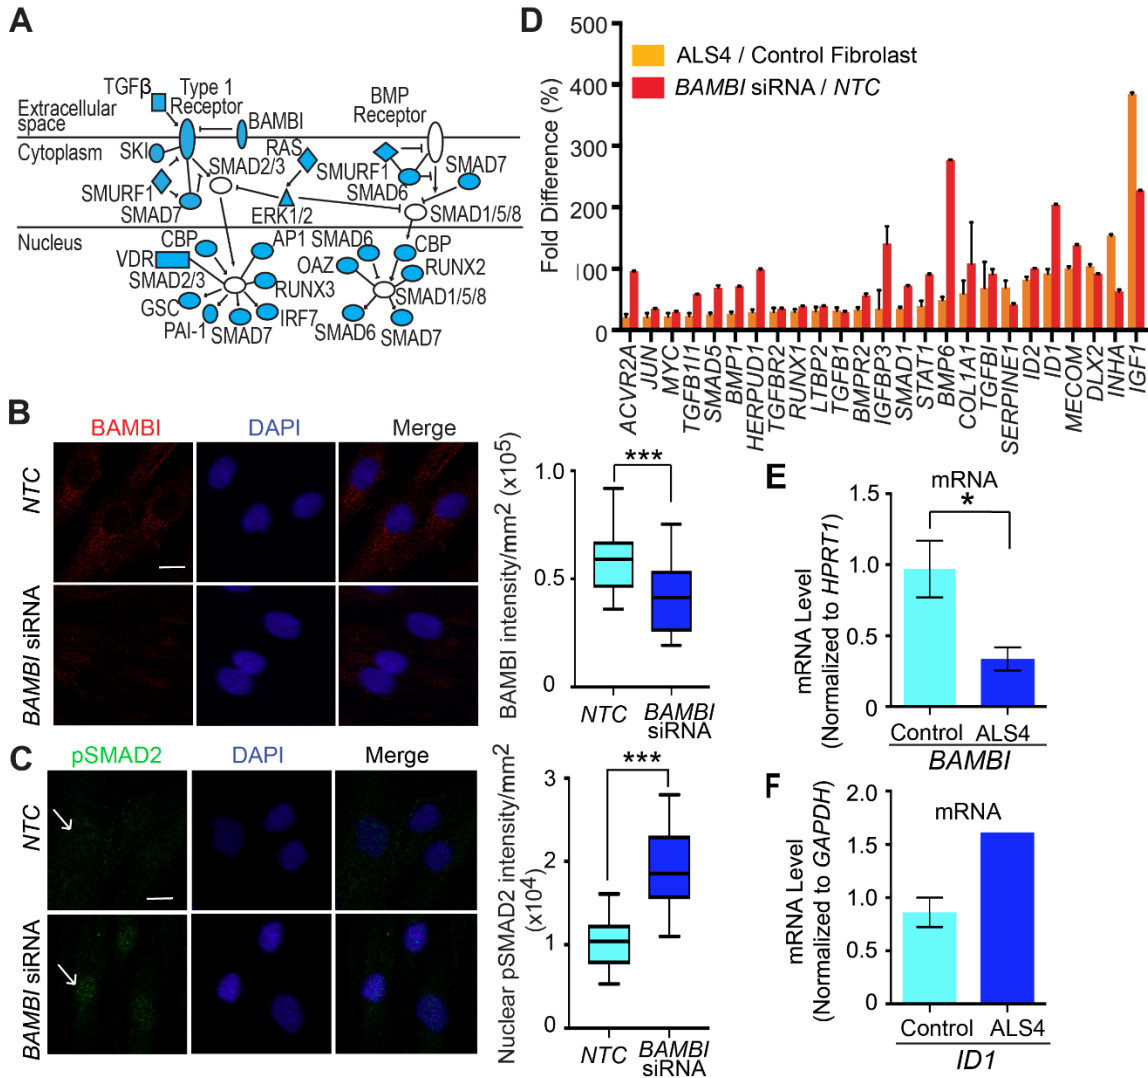 A
TGFβ
Type 1
Receptor
BMP
Receptor
Extracellular
space
BAMBI
Cytoplasm
SKI
RAS
SMAD2/3
SMURF1
SMAD7
SMURF1
SMAD6
SMAD7
ERK1/2
SMAD1/5/8
Nucleus
CBP
AP1
SMAD6
CBP
VDR
OAZ
RUNX2
SMAD2/3
RUNX3
SMAD1/5/8
GSC
IRF7
PAI-1
SMAD7
SMAD6
SMAD7
D
500
400
300
200
100
0
Fold Difference (%)
ALS4 / Control Fibrolast
BAMBI siRNA / NTC
ACVR2A
JUN
MYC
TGFB1I1
SMAD5
BMP1
HERPUD1
TGFBR2
RUNX1
LTBP2
TGFB1
BMPR2
IGFBP3
SMAD1
STAT1
BMP6
COL1A1
TGFBI
SERPINE1
ID2
ID1
MECOM
DLX2
INHA
IGF1
B
BAMBI
DAPI
Merge
NTC
BAMBI siRNA
BAMBI intensity/mm² (x10⁵)
1.0
0.5
0
***
NTC
BAMBI
siRNA
C
pSMAD2
DAPI
Merge
NTC
BAMBI siRNA
Nuclear pSMAD2 intensity/mm²
(x10⁴)
3
2
1
0
***
NTC
BAMBI
siRNA
E
mRNA
*
mRNA Level
(Normalized to HPRT1)
1.5
1.0
0.5
0
Control
ALS4
BAMBI
F
mRNA
mRNA Level
(Normalized to GAPDH)
2.0
1.5
1.0
0.5
0
Control
ALS4
ID1